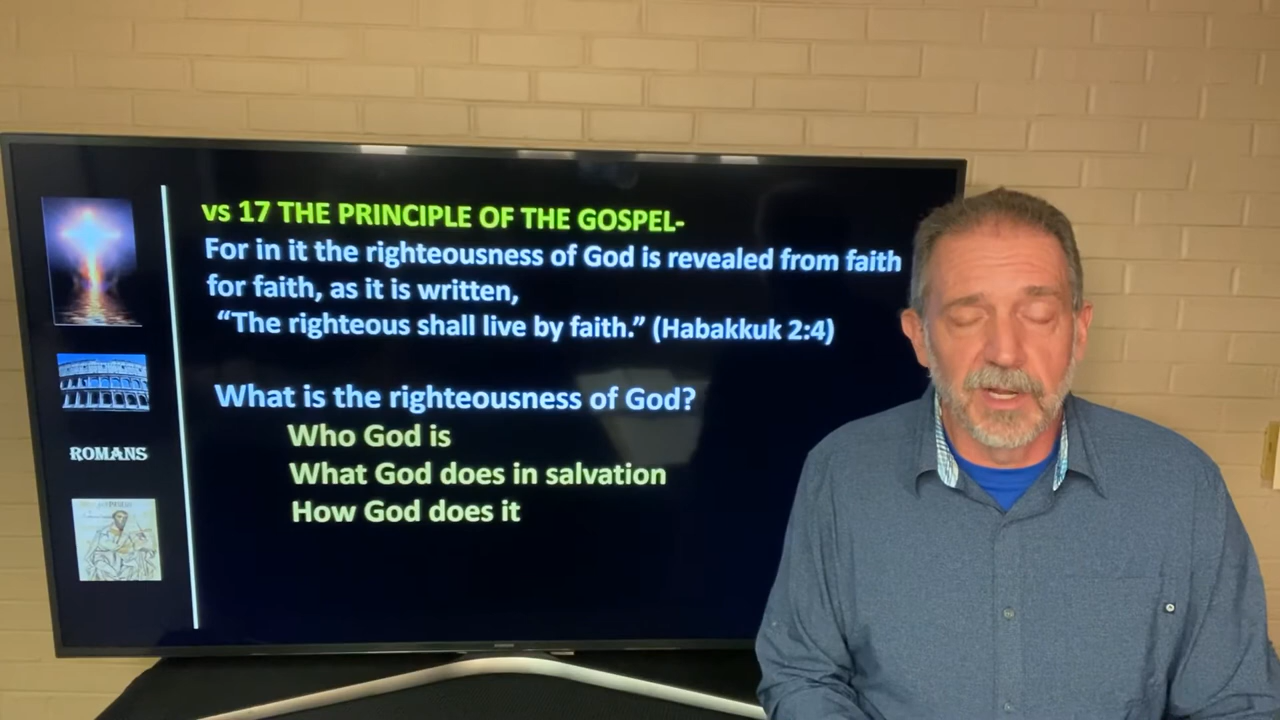 vs 17 THE PRINCIPLE OF THE GOSPEL-
For in it the righteousness of God is revealed from faith
for faith, as it is written,
“The righteous shall live by faith.” (Habakkuk 2:4)
What is the righteousness of God?
Who God is
What God does in salvation
How God does it
ROMANS